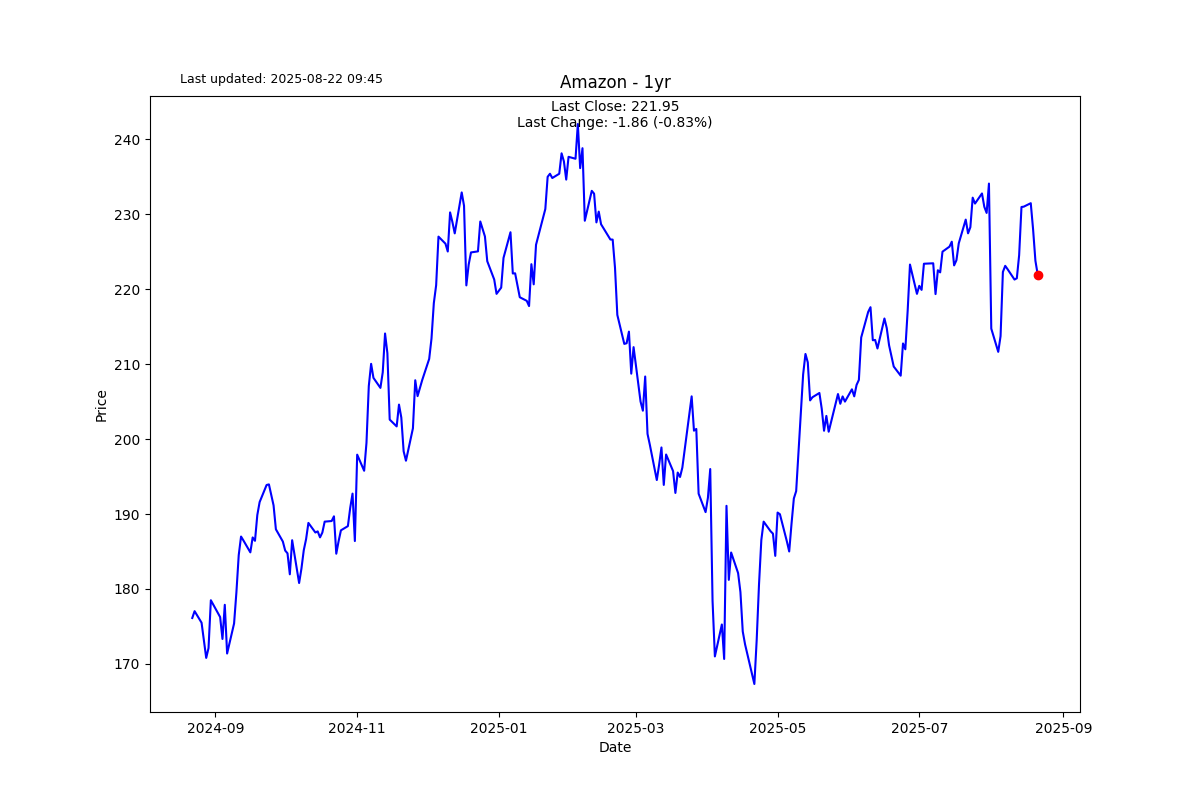 Last updated: 2025-08-22 09:45
Amazon - 1yr
Last Close: 221.95
Last Change: -1.86 (-0.83%)
240
230
220
210
200
190
180
170
Price
2024-09
2024-11
2025-01
2025-03
2025-05
2025-07
2025-09
Date